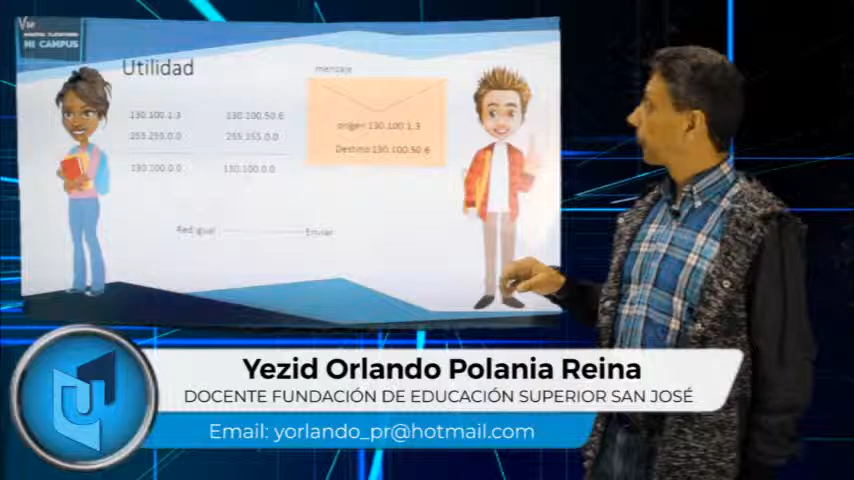 MI CAMPUS
Utilidad
mensaje
130.100.1.3
130.100.50.6
255.255.0.0
255.255.0.0
130.100.0.0
130.100.0.0
origen 130.100.1.3
Destino 130.100.50.6
Red igual
Enviar
Yezid Orlando Polania Reina
DOCENTE FUNDACIÓN DE EDUCACIÓN SUPERIOR SAN JOSÉ
Email: yorlando_pr@hotmail.com